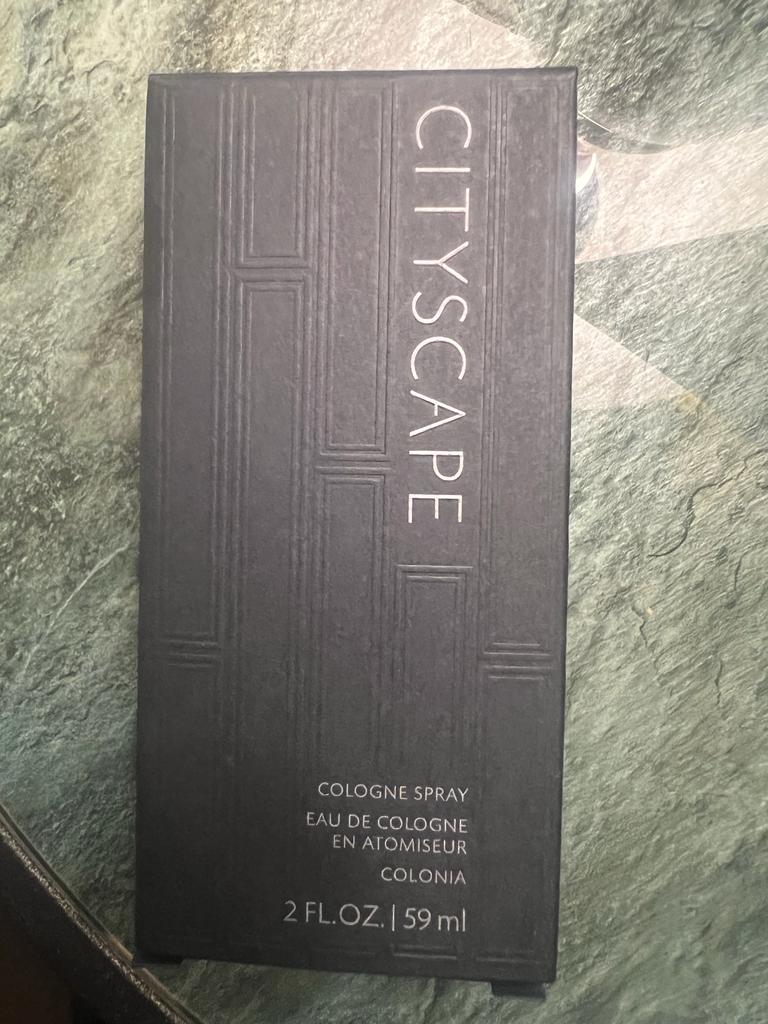 CITYSCAPE
COLOGNE SPRAY
EAU DE COLOGNE
EN ATOMISEUR
COLONIA
2 FL.OZ. | 59 ml